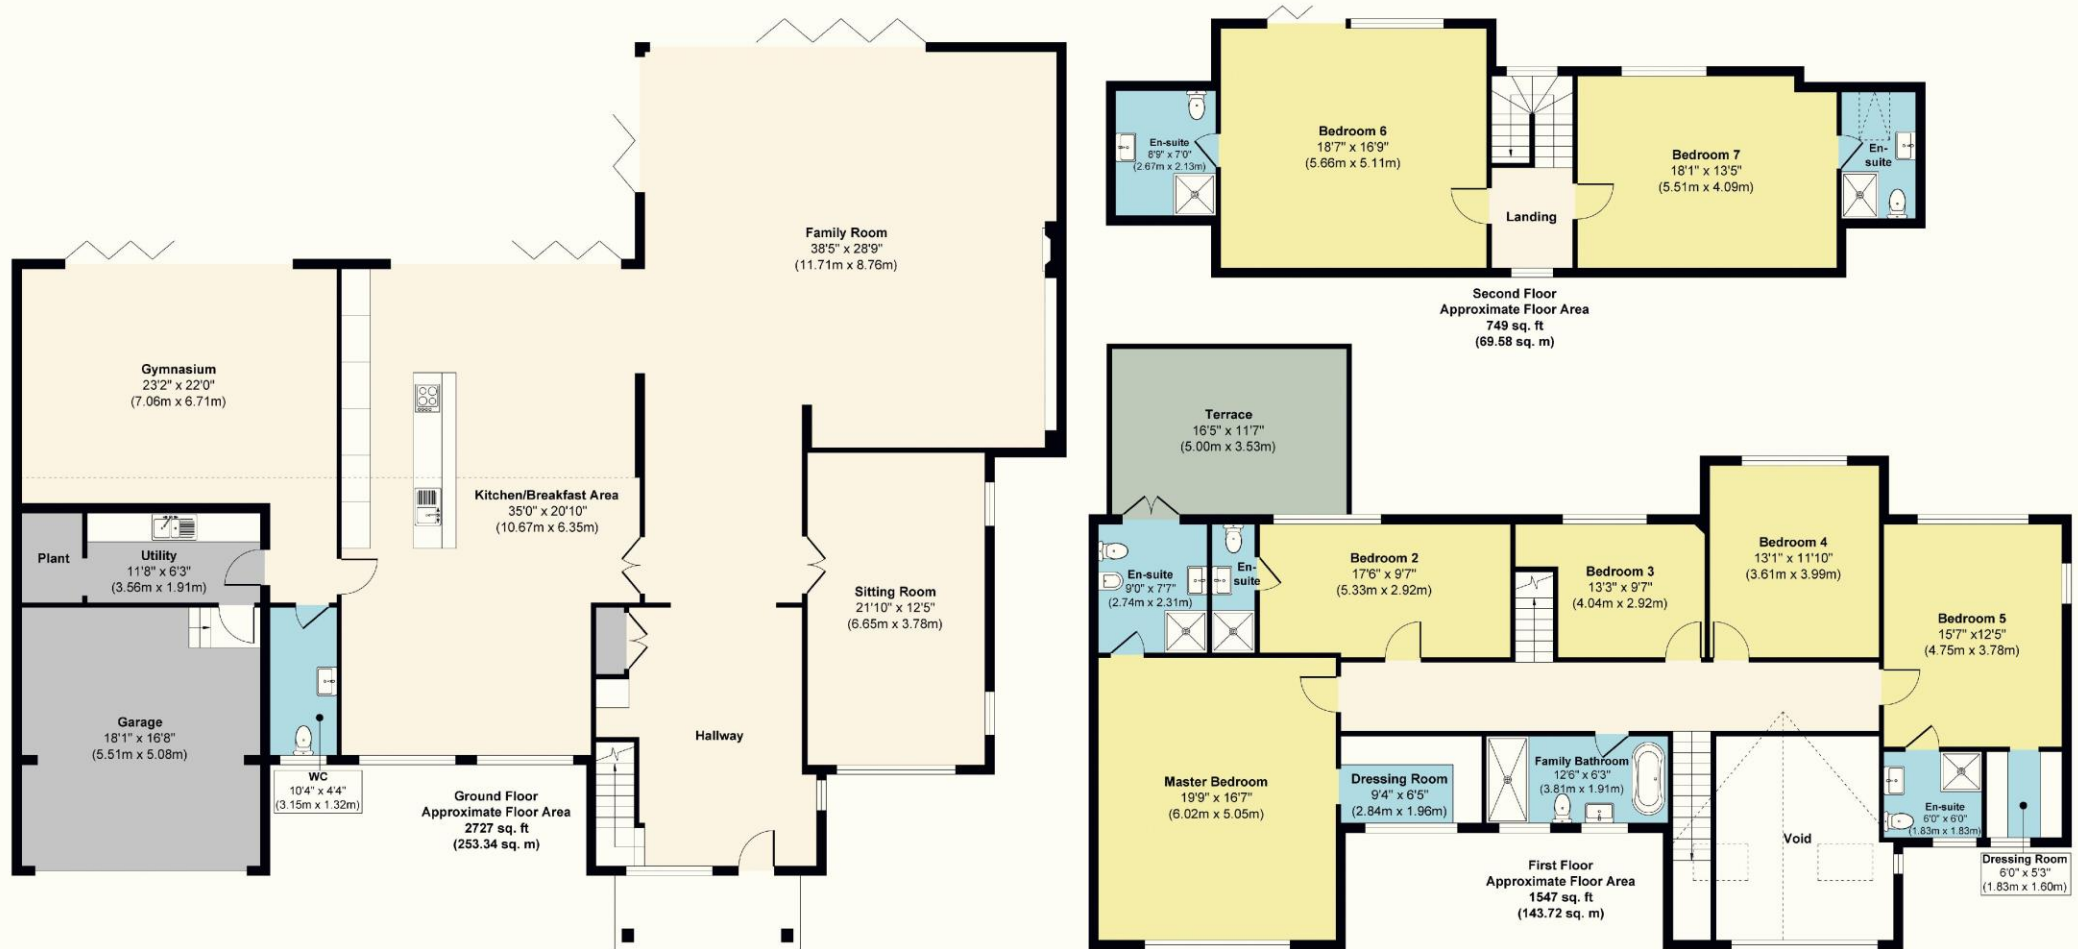 Family Room
38'5" x 28'9"
(11.71m x 8.76m)
Gymnasium
23'2" x 22'0"
(7.06m x 6.71m)
Kitchen/Breakfast Area
35'0" x 20'10"
(10.67m x 6.35m)
Plant
Utility
11'8" x 6'3"
(3.56m x 1.91m)
Sitting Room
21'10" x 12'5"
(6.65m x 3.78m)
Garage
18'1" x 16'8"
(5.51m x 5.08m)
Hallway
WC
10'4" x 4'4"
(3.15m x 1.32m)
Ground Floor
Approximate Floor Area
2727 sq. ft
(253.34 sq. m)
En-suite
8'9" x 7'0"
(2.67m x 2.13m)
Bedroom 6
18'7" x 16'9"
(5.66m x 5.11m)
Landing
Bedroom 7
18'1" x 13'5"
(5.51m x 4.09m)
En-
suite
Second Floor
Approximate Floor Area
749 sq. ft
(69.58 sq. m)
Terrace
16'5" x 11'7"
(5.00m x 3.53m)
En-suite
9'0" x 7'7"
(2.74m x 2.31m)
En-
suite
Bedroom 2
17'6" x 9'7"
(5.33m x 2.92m)
Bedroom 3
13'3" x 9'7"
(4.04m x 2.92m)
Bedroom 4
13'1" x 11'10"
(3.61m x 3.99m)
Bedroom 5
15'7" x12'5"
(4.75m x 3.78m)
Master Bedroom
19'9" x 16'7"
(6.02m x 5.05m)
Dressing Room
9'4" x 6'5"
(2.84m x 1.96m)
Family Bathroom
12'6" x 6'3"
(3.81m x 1.91m)
Void
En-suite
6'0" x 6'0"
(1.83m x 1.83m)
Dressing Room
6'0" x 5'3"
(1.83m x 1.60m)
First Floor
Approximate Floor Area
1547 sq. ft
(143.72 sq. m)